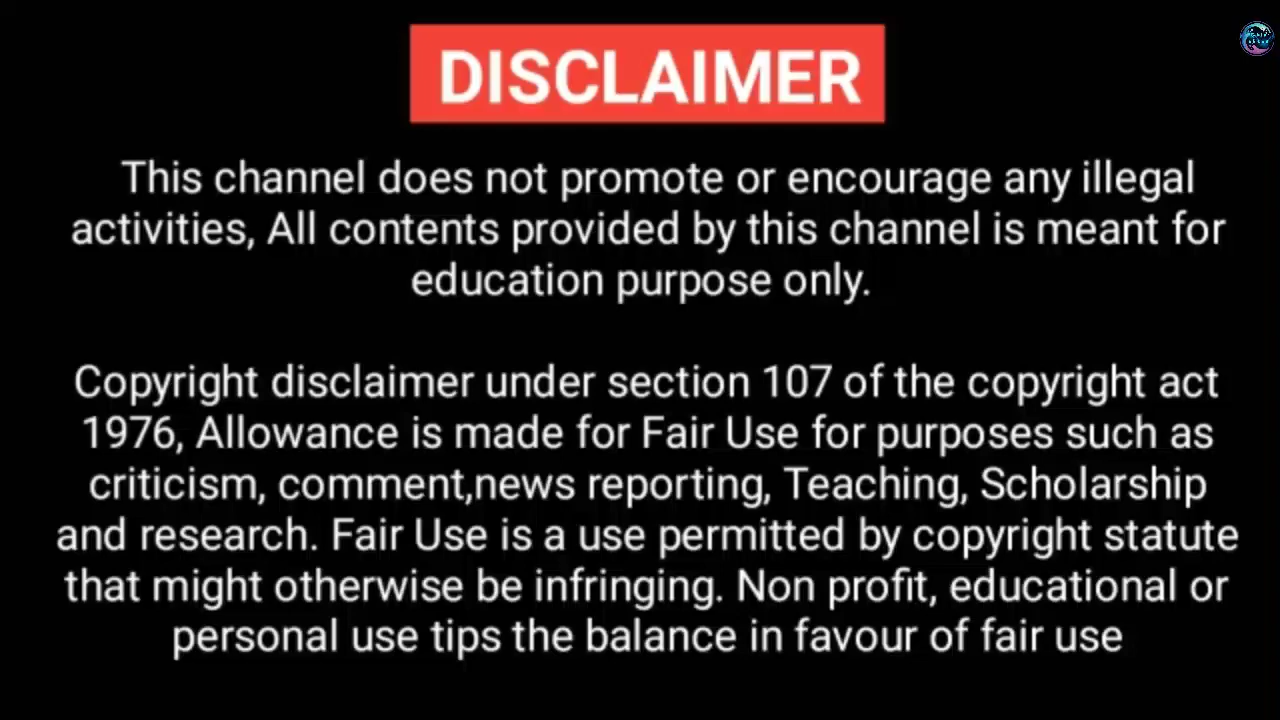 DISCLAIMER
This channel does not promote or encourage any illegal
activities, All contents provided by this channel is meant for
education purpose only.
Copyright disclaimer under section 107 of the copyright act
1976, Allowance is made for Fair Use for purposes such as
criticism, comment,news reporting, Teaching, Scholarship
and research. Fair Use is a use permitted by copyright statute
that might otherwise be infringing. Non profit, educational or
personal use tips the balance in favour of fair use